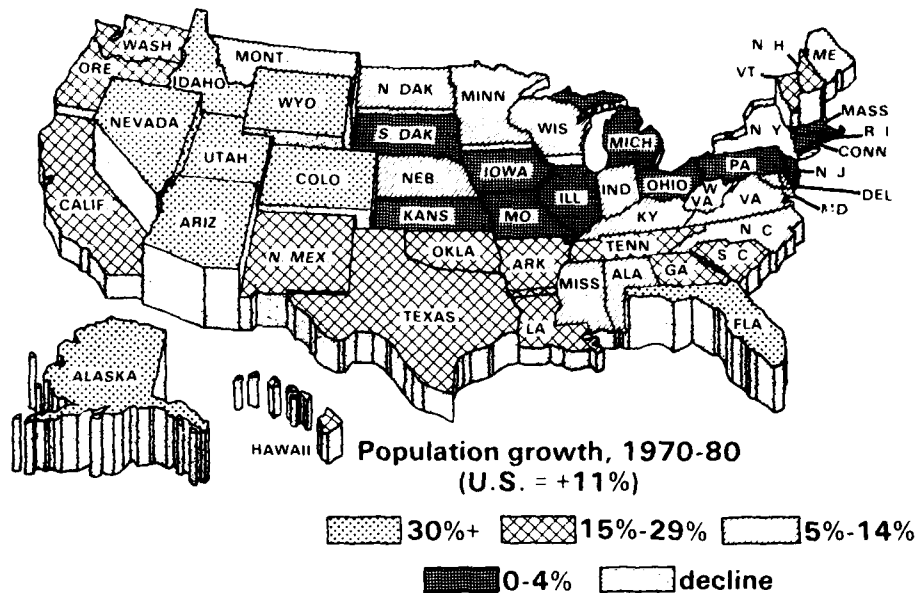 WASH
ORE
MONT
IDAHO
N DAK
MINN
N H
VT
ME
WYO
NEVADA
S DAK
WIS
MICH
N Y
MASS
R I
CONN
UTAH
COLO
NEB
IOWA
ILL
IND
OHIO
PA
N J
DEL
MD
CALIF
ARIZ
KANS
MO
KY
W VA
VA
N MEX
OKLA
ARK
TENN
N C
S C
TEXAS
LA
MISS
ALA
GA
FLA
ALASKA
HAWAII
Population growth, 1970-80
(U.S. = +11%)
30%+ 15%-29% 5%-14%
0-4% decline